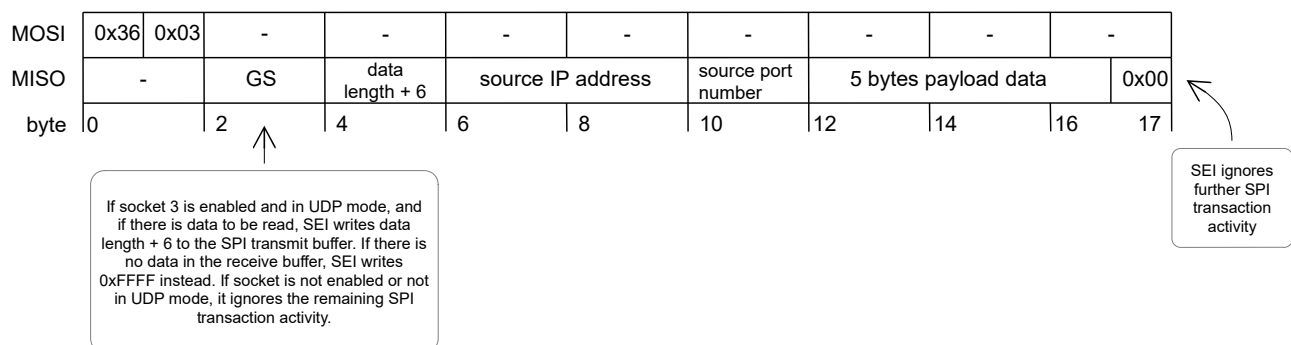 MOSI 0x36 0x03 - - - - - - - -
MISO - GS data length + 6 source IP address source port number 5 bytes payload data 0x00
byte 0 2 4 6 8 10 12 14 16 17
If socket 3 is enabled and in UDP mode, and
if there is data to be read, SEI writes data
length + 6 to the SPI transmit buffer. If there is
no data in the receive buffer, SEI writes
0xFFFF instead. If socket is not enabled or not
in UDP mode, it ignores the remaining SPI
transaction activity.
SEI ignores
further SPI
transaction
activity